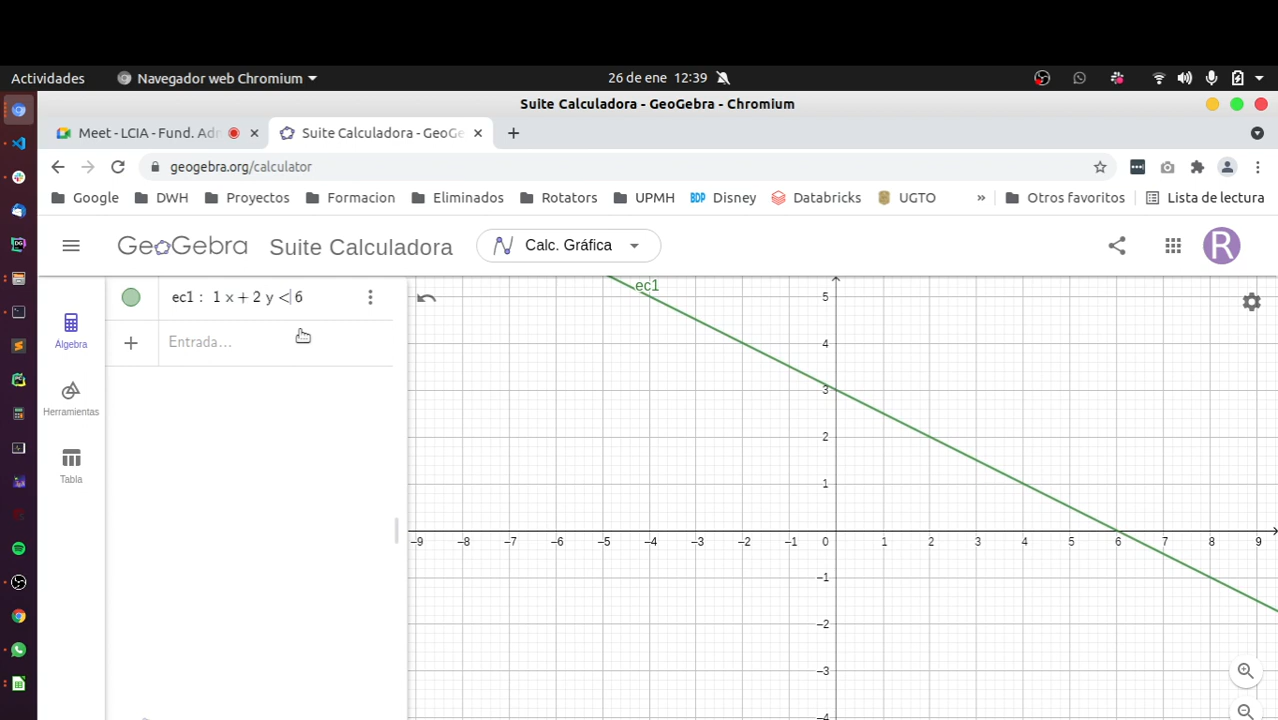 Actividades
Navegador web Chromium
26 de ene 12:39
Suite Calculadora - GeoGebra - Chromium
Meet - LCIA - Fund. Adn
Suite Calculadora - GeoGe
geogebra.org/calculator
Google
DWH
Proyectos
Formacion
Eliminados
Rotators
UPMH
BDP Disney
Databricks
UGTO
»
Otros favoritos
Lista de lectura
GeoGebra
Suite Calculadora
Calc. Gráfica
R
ec1 : 1 x + 2 y < 6
+ Entrada...
Álgebra
Herramientas
Tabla
ec1
5
4
3
2
1
−9 −8 −7 −6 −5 −4 −3 −2 −1 0 1 2 3 4 5 6 7 8 9
−1
−2
−3
−4